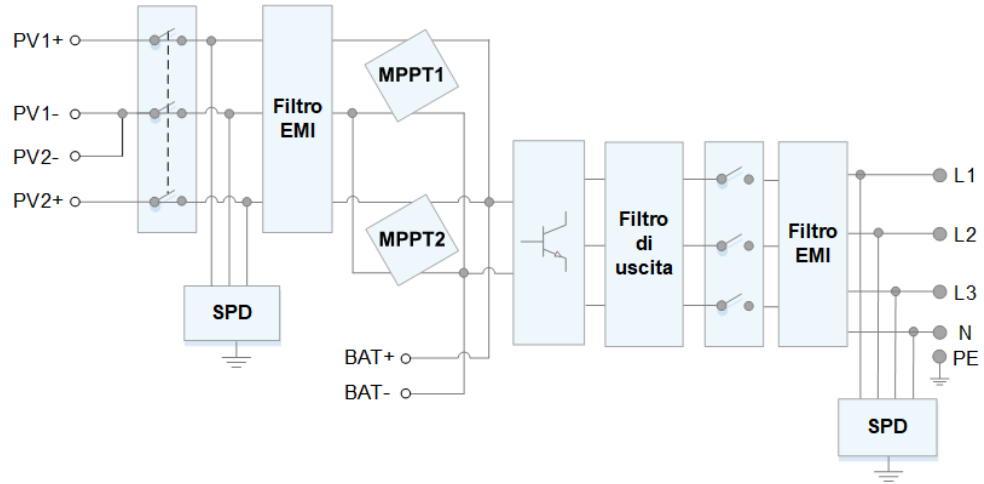 PV1+
PV1-
PV2-
PV2+
Filtro
EMI
MPPT1
MPPT2
SPD
BAT+
BAT-
Filtro
di
uscita
Filtro
EMI
L1
L2
L3
N
PE
SPD